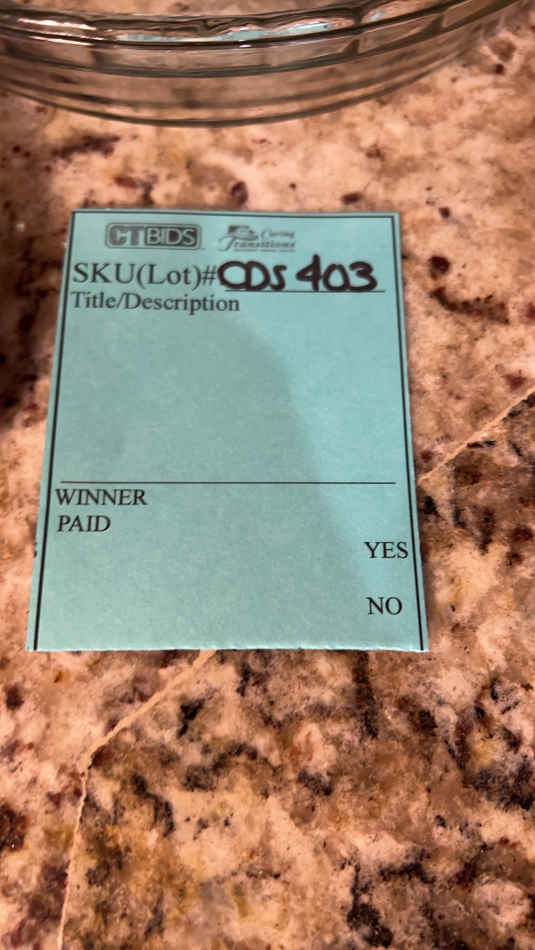 CTBIDS
Caring
Transitions
SKU(Lot)# CDS 403
Title/Description
WINNER
PAID
YES
NO